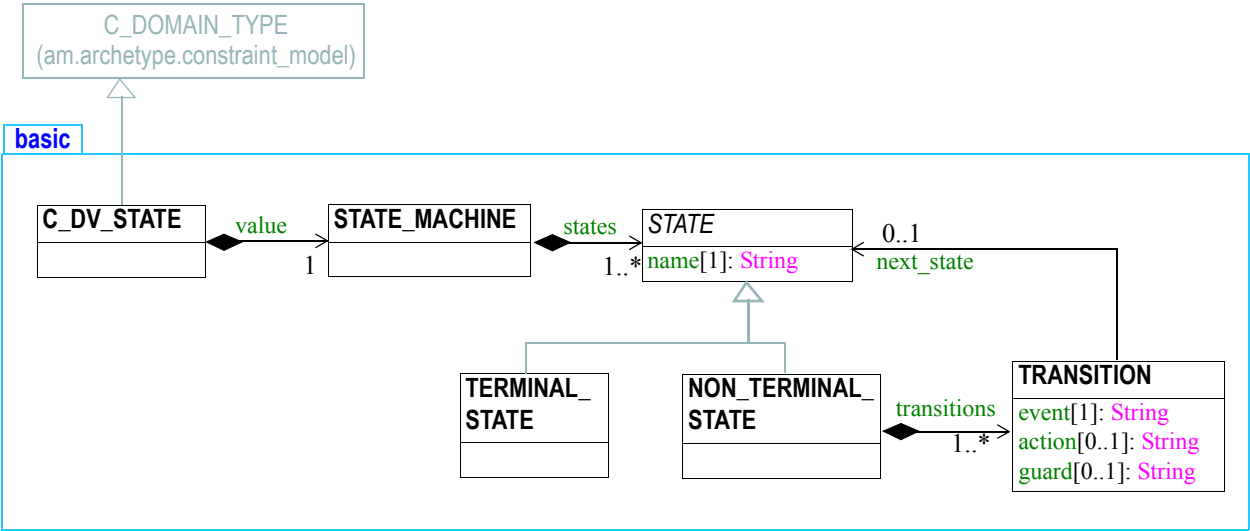 C_DOMAIN_TYPE
(am.archetype.constraint_model)
basic
C_DV_STATE
value
1
STATE_MACHINE
states
1..*
STATE
name[1]: String
0..1
next_state
TERMINAL_
STATE
NON_TERMINAL_
STATE
transitions
1..*
TRANSITION
event[1]: String
action[0..1]: String
guard[0..1]: String